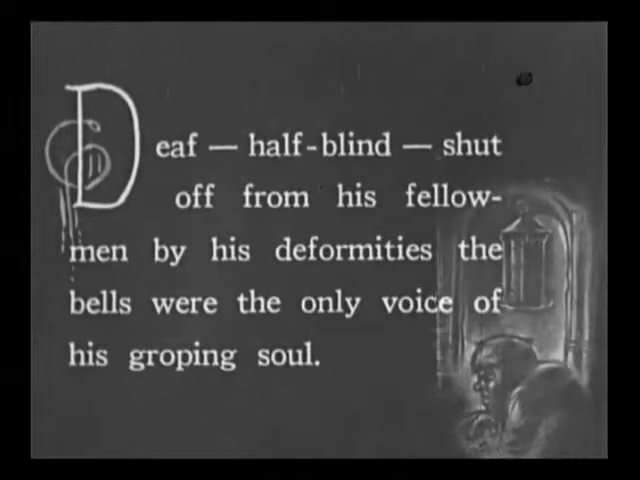 Deaf — half-blind — shut
off from his fellow-
men by his deformities the
bells were the only voice of
his groping soul.